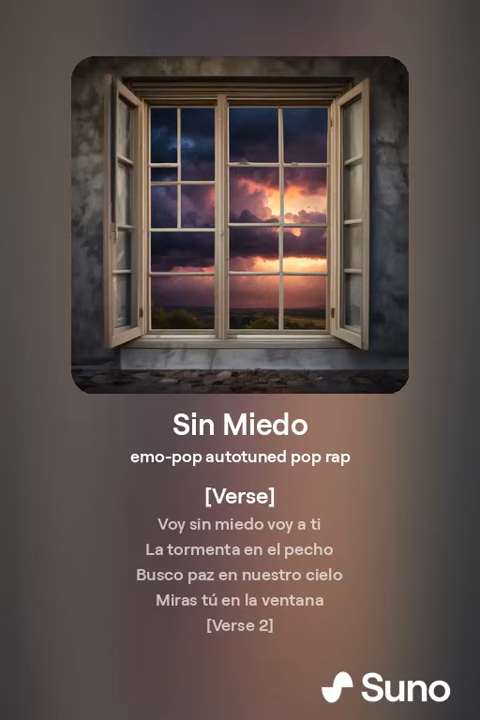 Sin Miedo
emo-pop autotuned pop rap
[Verse]
Voy sin miedo voy a ti
La tormenta en el pecho
Busco paz en nuestro cielo
Miras tú en la ventana
[Verse 2]
Suno